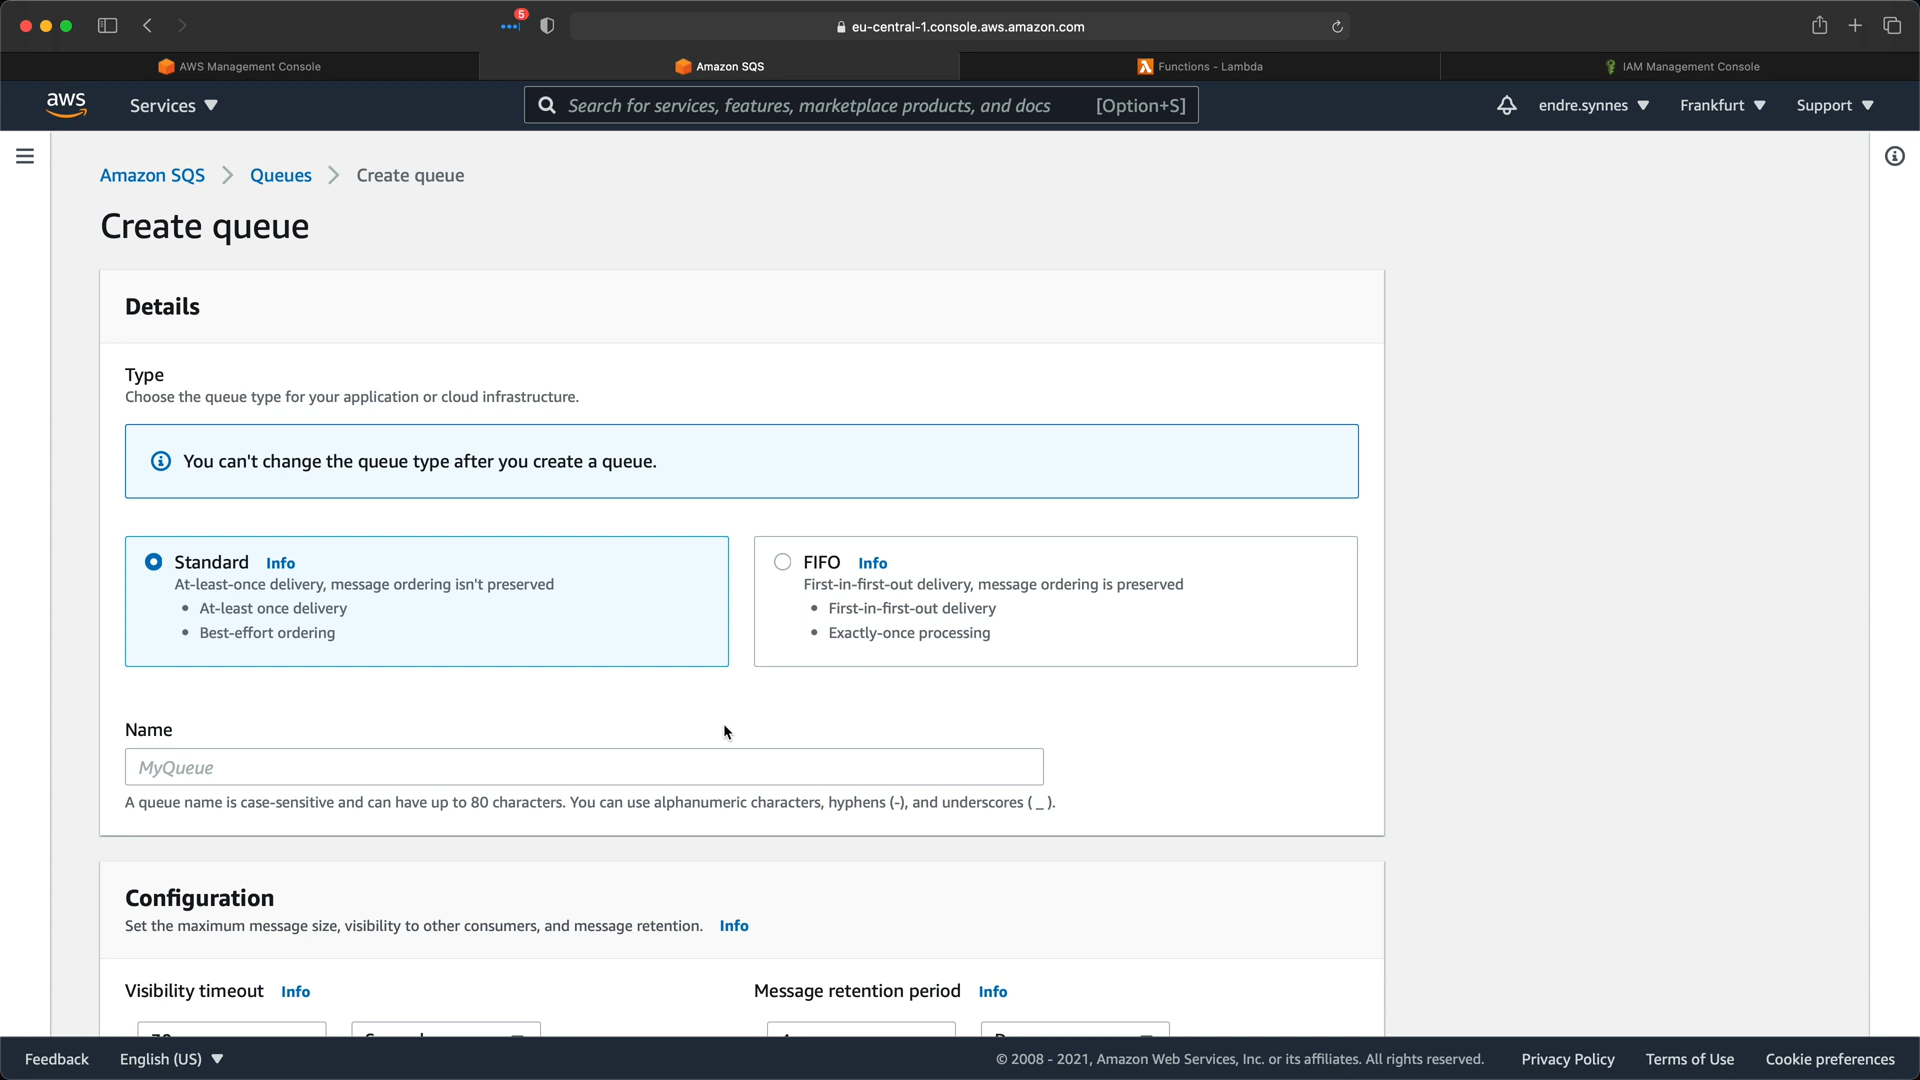 5
eu-central-1.console.aws.amazon.com
AWS Management Console
Amazon SQS
Functions - Lambda
IAM Management Console
aws
Services
Search for services, features, marketplace products, and docs
[Option+S]
endre.synnes
Frankfurt
Support
Amazon SQS
Queues
Create queue
Create queue
Details
Type
Choose the queue type for your application or cloud infrastructure.
You can't change the queue type after you create a queue.
Standard Info
At-least-once delivery, message ordering isn't preserved
• At-least once delivery
• Best-effort ordering
FIFO Info
First-in-first-out delivery, message ordering is preserved
• First-in-first-out delivery
• Exactly-once processing
Name
MyQueue
A queue name is case-sensitive and can have up to 80 characters. You can use alphanumeric characters, hyphens (-), and underscores ( _ ).
Configuration
Set the maximum message size, visibility to other consumers, and message retention. Info
Visibility timeout Info
Message retention period Info
Feedback
English (US)
© 2008 - 2021, Amazon Web Services, Inc. or its affiliates. All rights reserved.
Privacy Policy
Terms of Use
Cookie preferences